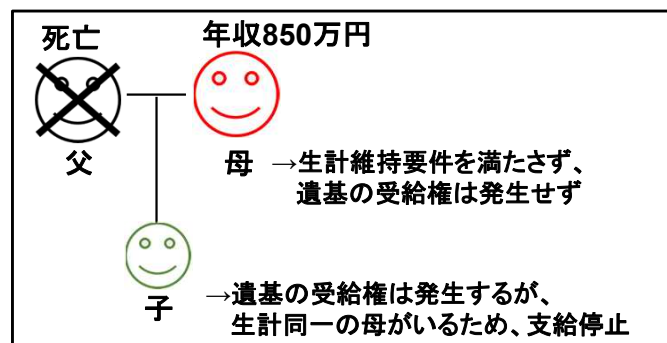 死亡
年収850万円
父
母 →生計維持要件を満たさず、
遺基の受給権は発生せず
子 →遺基の受給権は発生するが、
生計同一の母がいるため、支給停止